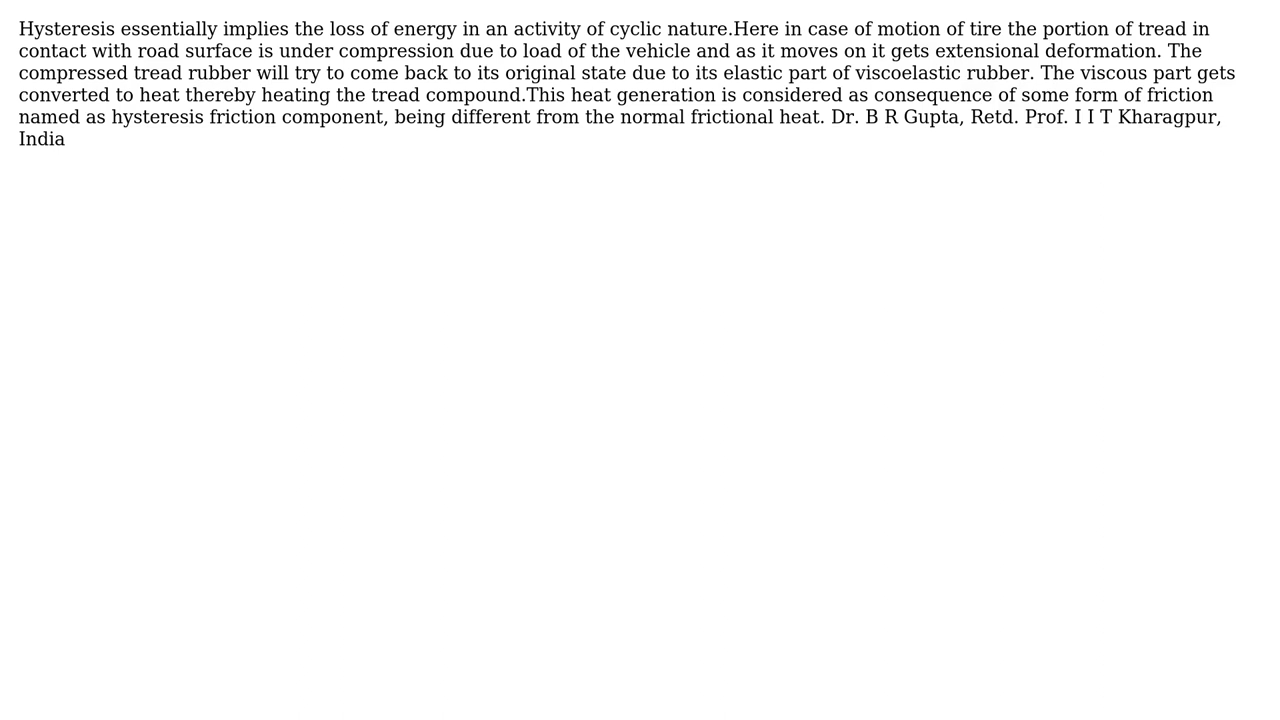 Hysteresis essentially implies the loss of energy in an activity of cyclic nature.Here in case of motion of tire the portion of tread in
contact with road surface is under compression due to load of the vehicle and as it moves on it gets extensional deformation. The
compressed tread rubber will try to come back to its original state due to its elastic part of viscoelastic rubber. The viscous part gets
converted to heat thereby heating the tread compound.This heat generation is considered as consequence of some form of friction
named as hysteresis friction component, being different from the normal frictional heat. Dr. B R Gupta, Retd. Prof. I I T Kharagpur,
India